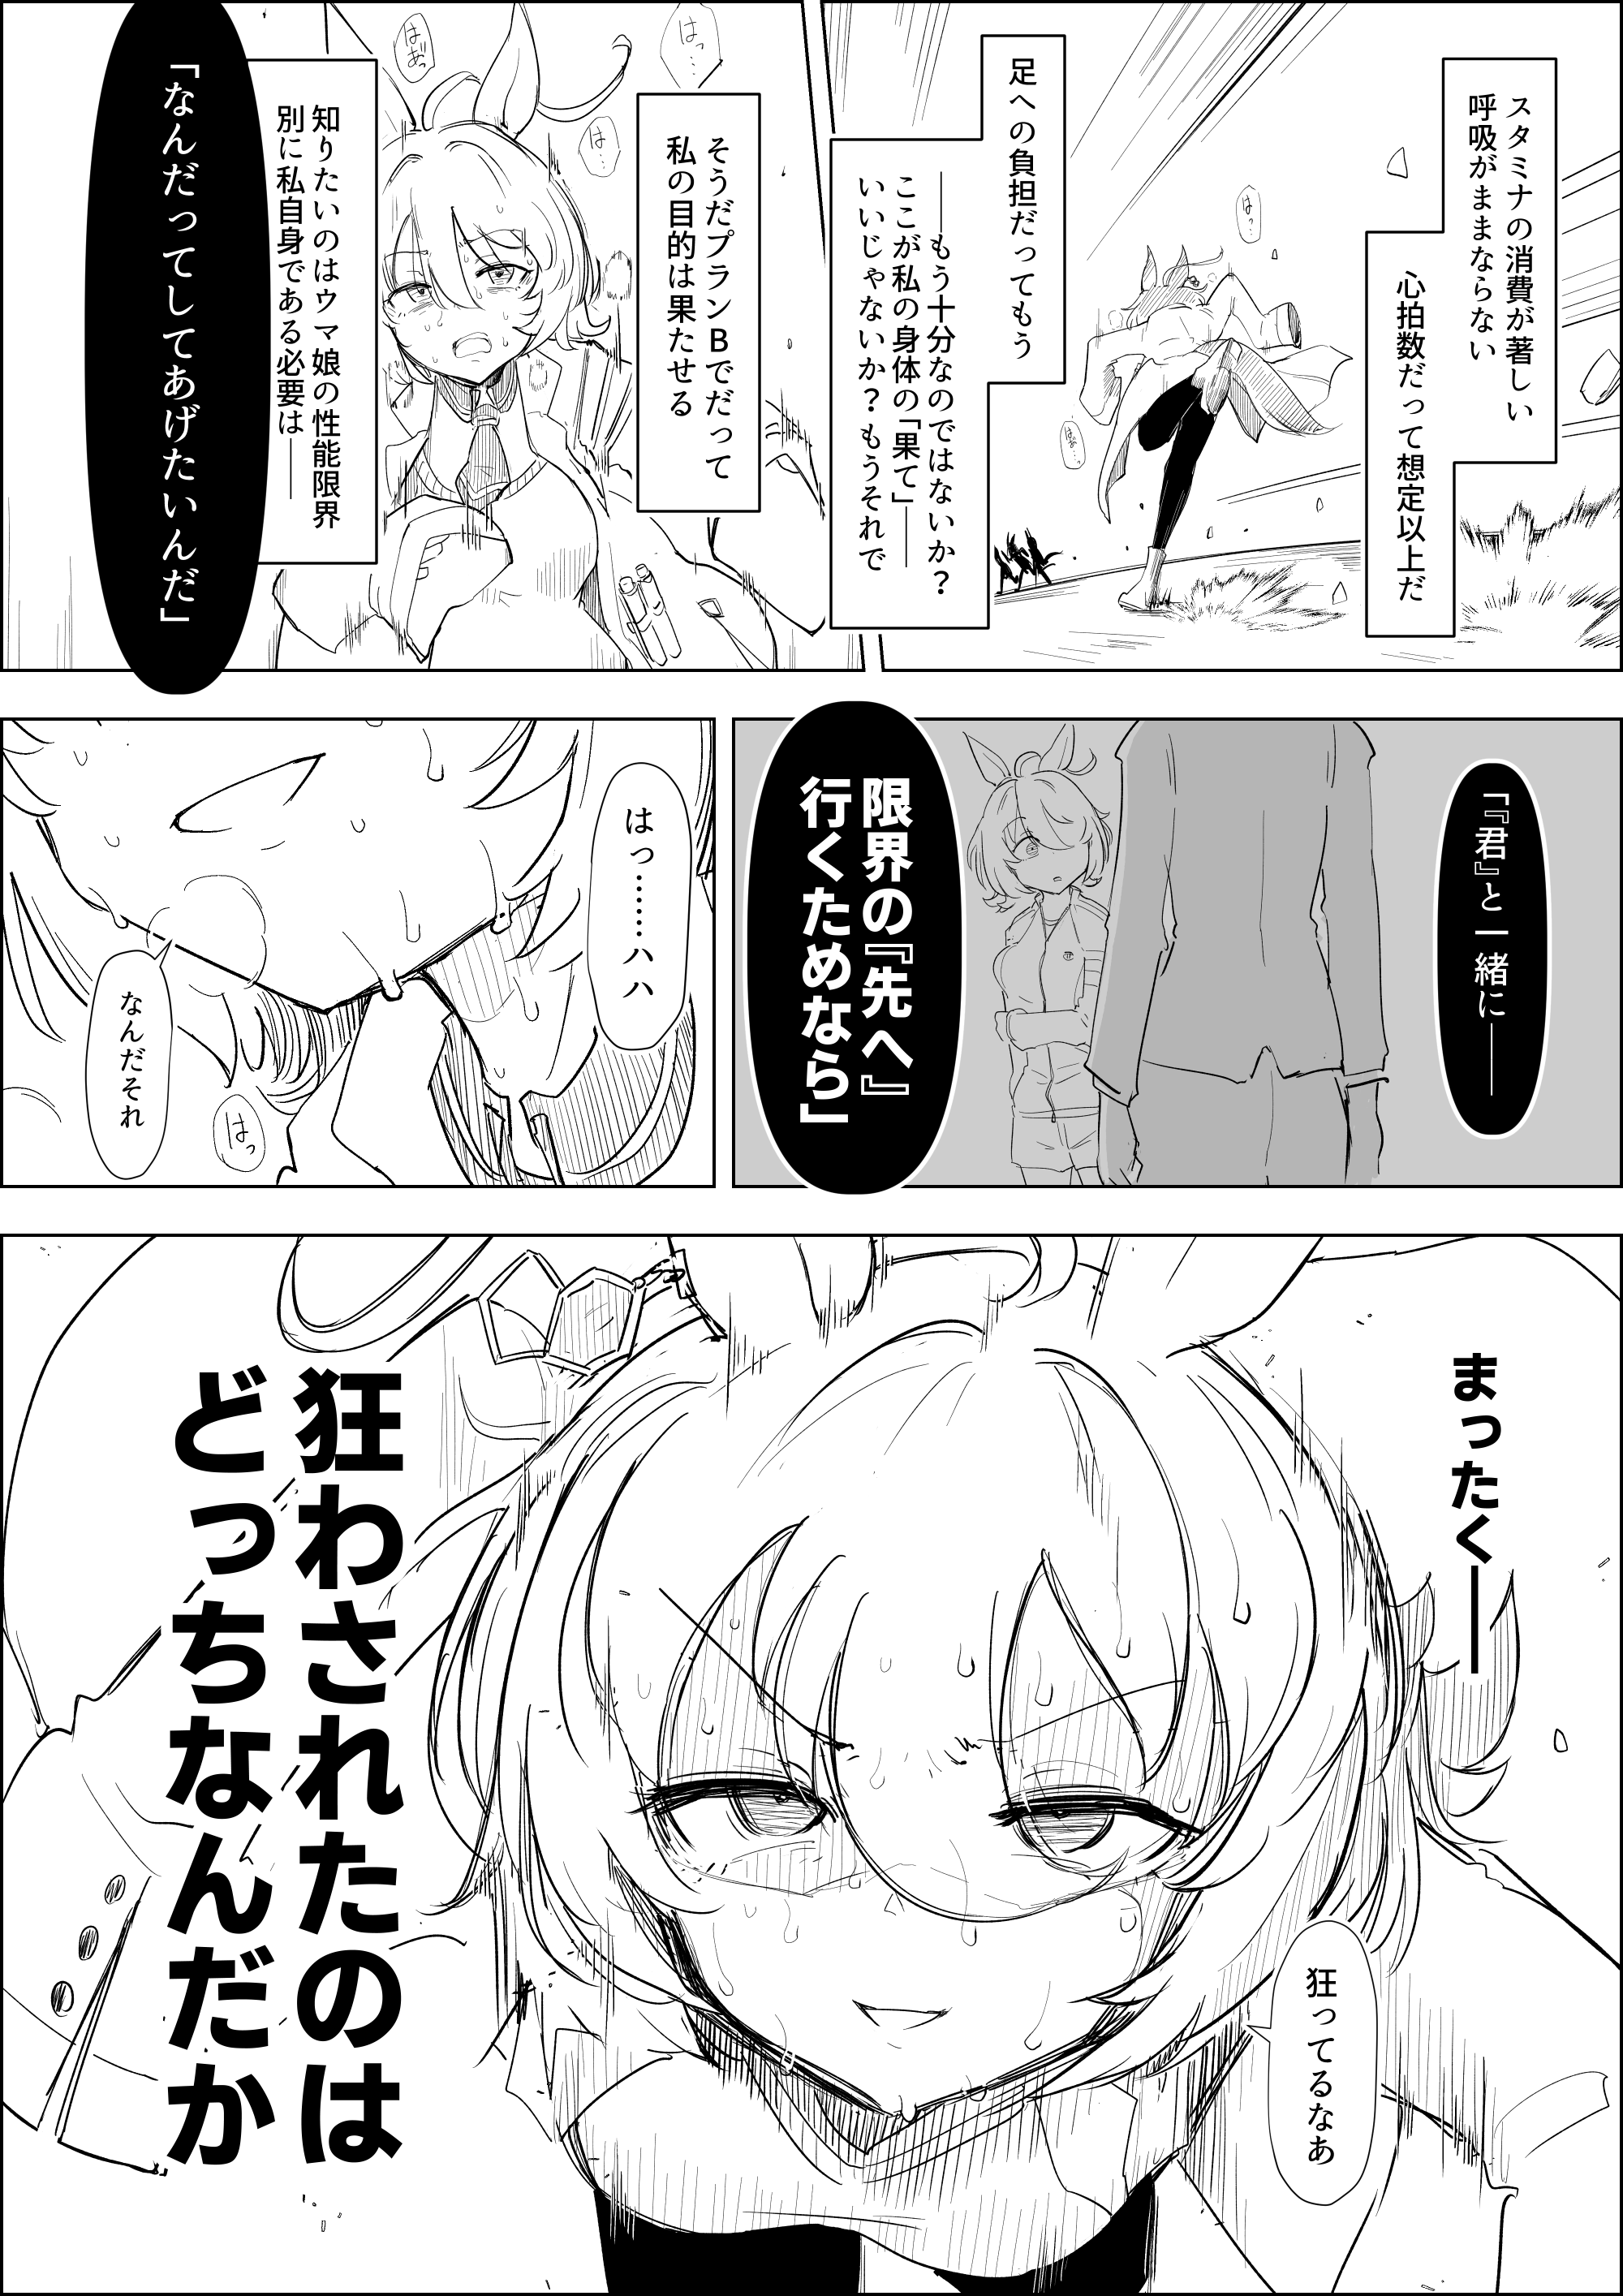 スタミナの消費が著しい
呼吸がままならない
心拍数だって想定以上だ
はっ…
はぁ…っ
足への負担だってもう
――もう十分なのではないか?
ここが私の身体の「果て」――
いいじゃないか?もうそれで
はっ…
は…
そうだプランBでだって
私の目的は果たせる
はあっ
知りたいのはウマ娘の性能限界
別に私自身である必要は――
「なんだってしてあげたいんだ」
「『君』と一緒に――
限界の『先へ』
行くためなら」
はっ……ハハ
はっ
なんだそれ
まったく――
狂ってるなあ
狂わされたのは
どっちなんだか